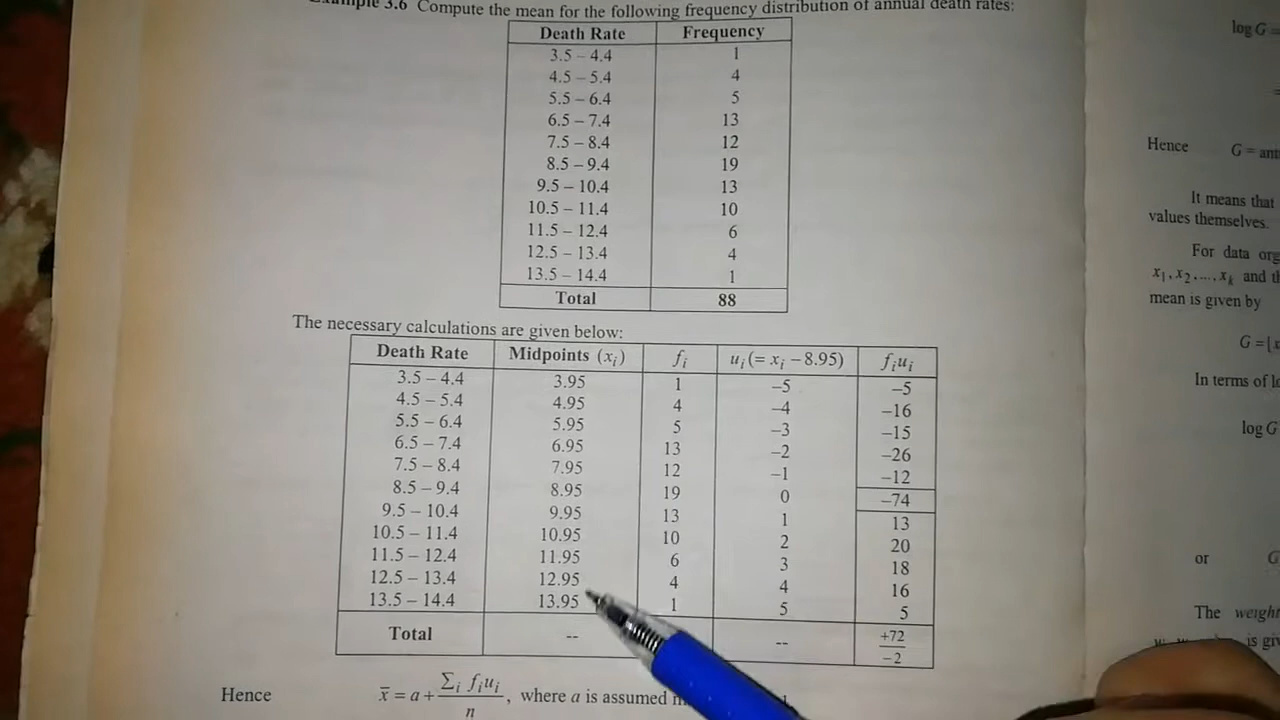 3.6 Compute the mean for the following frequency distribution of annual death rates:
Death Rate Frequency
3.5 – 4.4 1
4.5 – 5.4 4
5.5 – 6.4 5
6.5 – 7.4 13
7.5 – 8.4 12
8.5 – 9.4 19
9.5 – 10.4 13
10.5 – 11.4 10
11.5 – 12.4 6
12.5 – 13.4 4
13.5 – 14.4 1
Total 88
The necessary calculations are given below:
Death Rate Midpoints (xᵢ) fᵢ uᵢ (= xᵢ – 8.95) fᵢuᵢ
3.5 – 4.4 3.95 1 –5 –5
4.5 – 5.4 4.95 4 –4 –16
5.5 – 6.4 5.95 5 –3 –15
6.5 – 7.4 6.95 13 –2 –26
7.5 – 8.4 7.95 12 –1 –12
8.5 – 9.4 8.95 19 0 –74
9.5 – 10.4 9.95 13 1 13
10.5 – 11.4 10.95 10 2 20
11.5 – 12.4 11.95 6 3 18
12.5 – 13.4 12.95 4 4 16
13.5 – 14.4 13.95 1 5 5
Total -- -- +72
–2
Hence x̄ = a + Σᵢ fᵢuᵢ / n , where a is assumed
log G =
Hence G =
It means that
values themselves.
For data
x₁, x₂, ..., xₖ and
mean is given by
G = [
In terms of
log G
or G
The
is